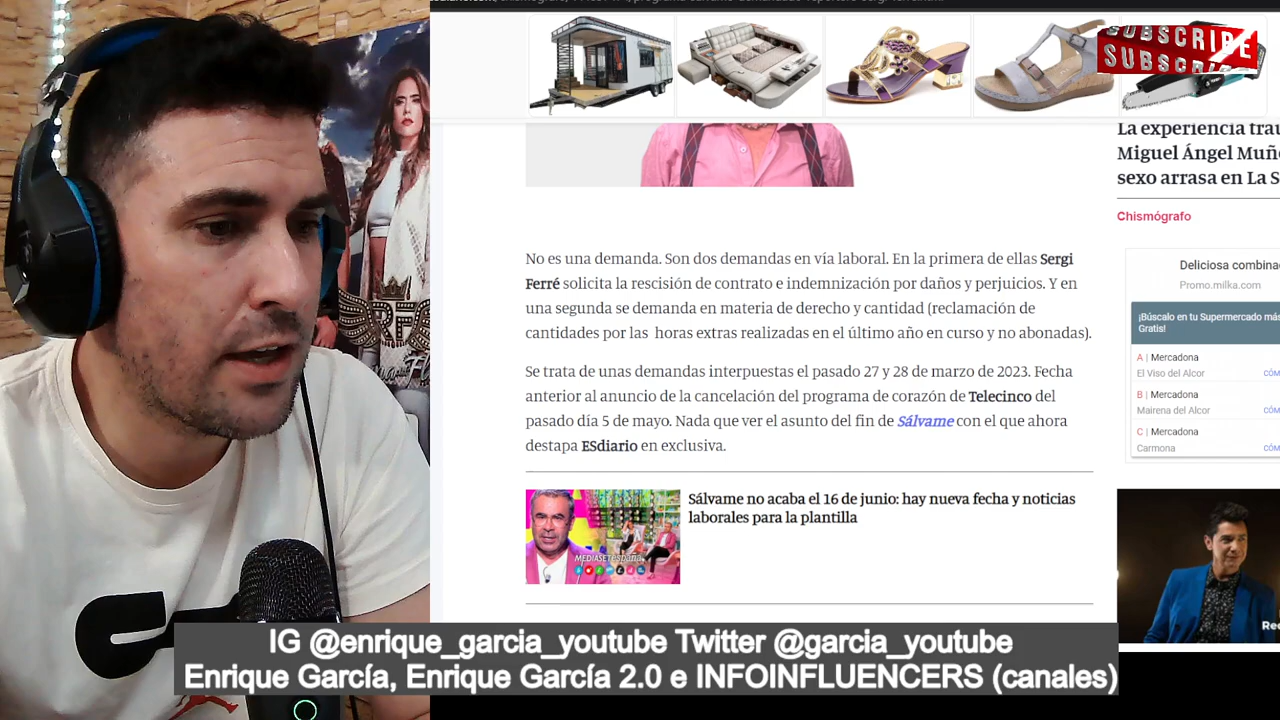 SUBSCRIBE
SUBSCRIBE
La experiencia
Miguel Ángel
sexo arrasa en La
Chismógrafo
No es una demanda. Son dos demandas en vía laboral. En la primera de ellas Sergi
Ferré solicita la rescisión de contrato e indemnización por daños y perjuicios. Y en
una segunda se demanda en materia de derecho y cantidad (reclamación de
cantidades por las horas extras realizadas en el último año en curso y no abonadas).
Se trata de unas demandas interpuestas el pasado 27 y 28 de marzo de 2023. Fecha
anterior al anuncio de la cancelación del programa de corazón de Telecinco del
pasado día 5 de mayo. Nada que ver el asunto del fin de Sálvame con el que ahora
destapa ESdiario en exclusiva.
Sálvame no acaba el 16 de junio: hay nueva fecha y noticias
laborales para la plantilla
MEDIASETespaña
Deliciosa
Promo.milka.com
¡Búscalo en tu Supermercado más
Gratis!
A | Mercadona
El Viso del Alcor
B | Mercadona
Mairena del Alcor
C | Mercadona
Carmona
IG @enrique_garcia_youtube Twitter @garcia_youtube
Enrique García, Enrique García 2.0 e INFOINFLUENCERS (canales)